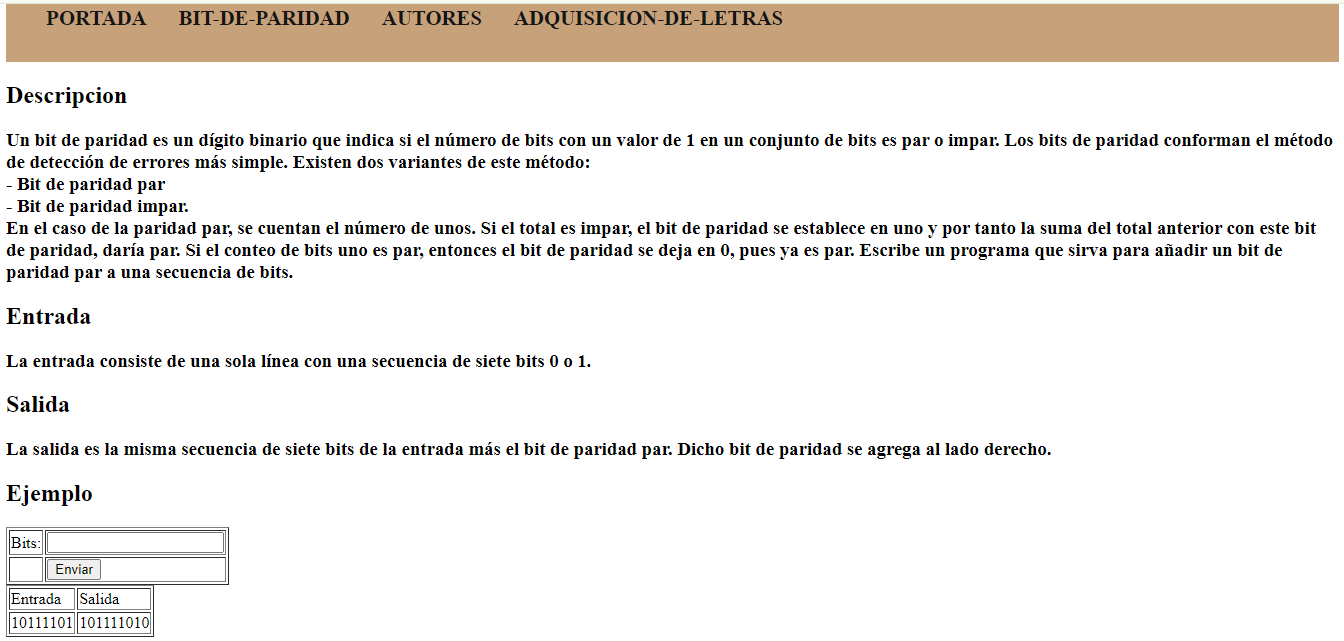 PORTADA BIT-DE-PARIDAD AUTORES ADQUISICION-DE-LETRAS
Descripcion
Un bit de paridad es un dígito binario que indica si el número de bits con un valor de 1 en un conjunto de bits es par o impar. Los bits de paridad conforman el método
de detección de errores más simple. Existen dos variantes de este método:
- Bit de paridad par
- Bit de paridad impar.
En el caso de la paridad par, se cuentan el número de unos. Si el total es impar, el bit de paridad se establece en uno y por tanto la suma del total anterior con este bit
de paridad, daría par. Si el conteo de bits uno es par, entonces el bit de paridad se deja en 0, pues ya es par. Escribe un programa que sirva para añadir un bit de
paridad par a una secuencia de bits.
Entrada
La entrada consiste de una sola línea con una secuencia de siete bits 0 o 1.
Salida
La salida es la misma secuencia de siete bits de la entrada más el bit de paridad par. Dicho bit de paridad se agrega al lado derecho.
Ejemplo
Bits:
Enviar
Entrada Salida
10111101 101111010